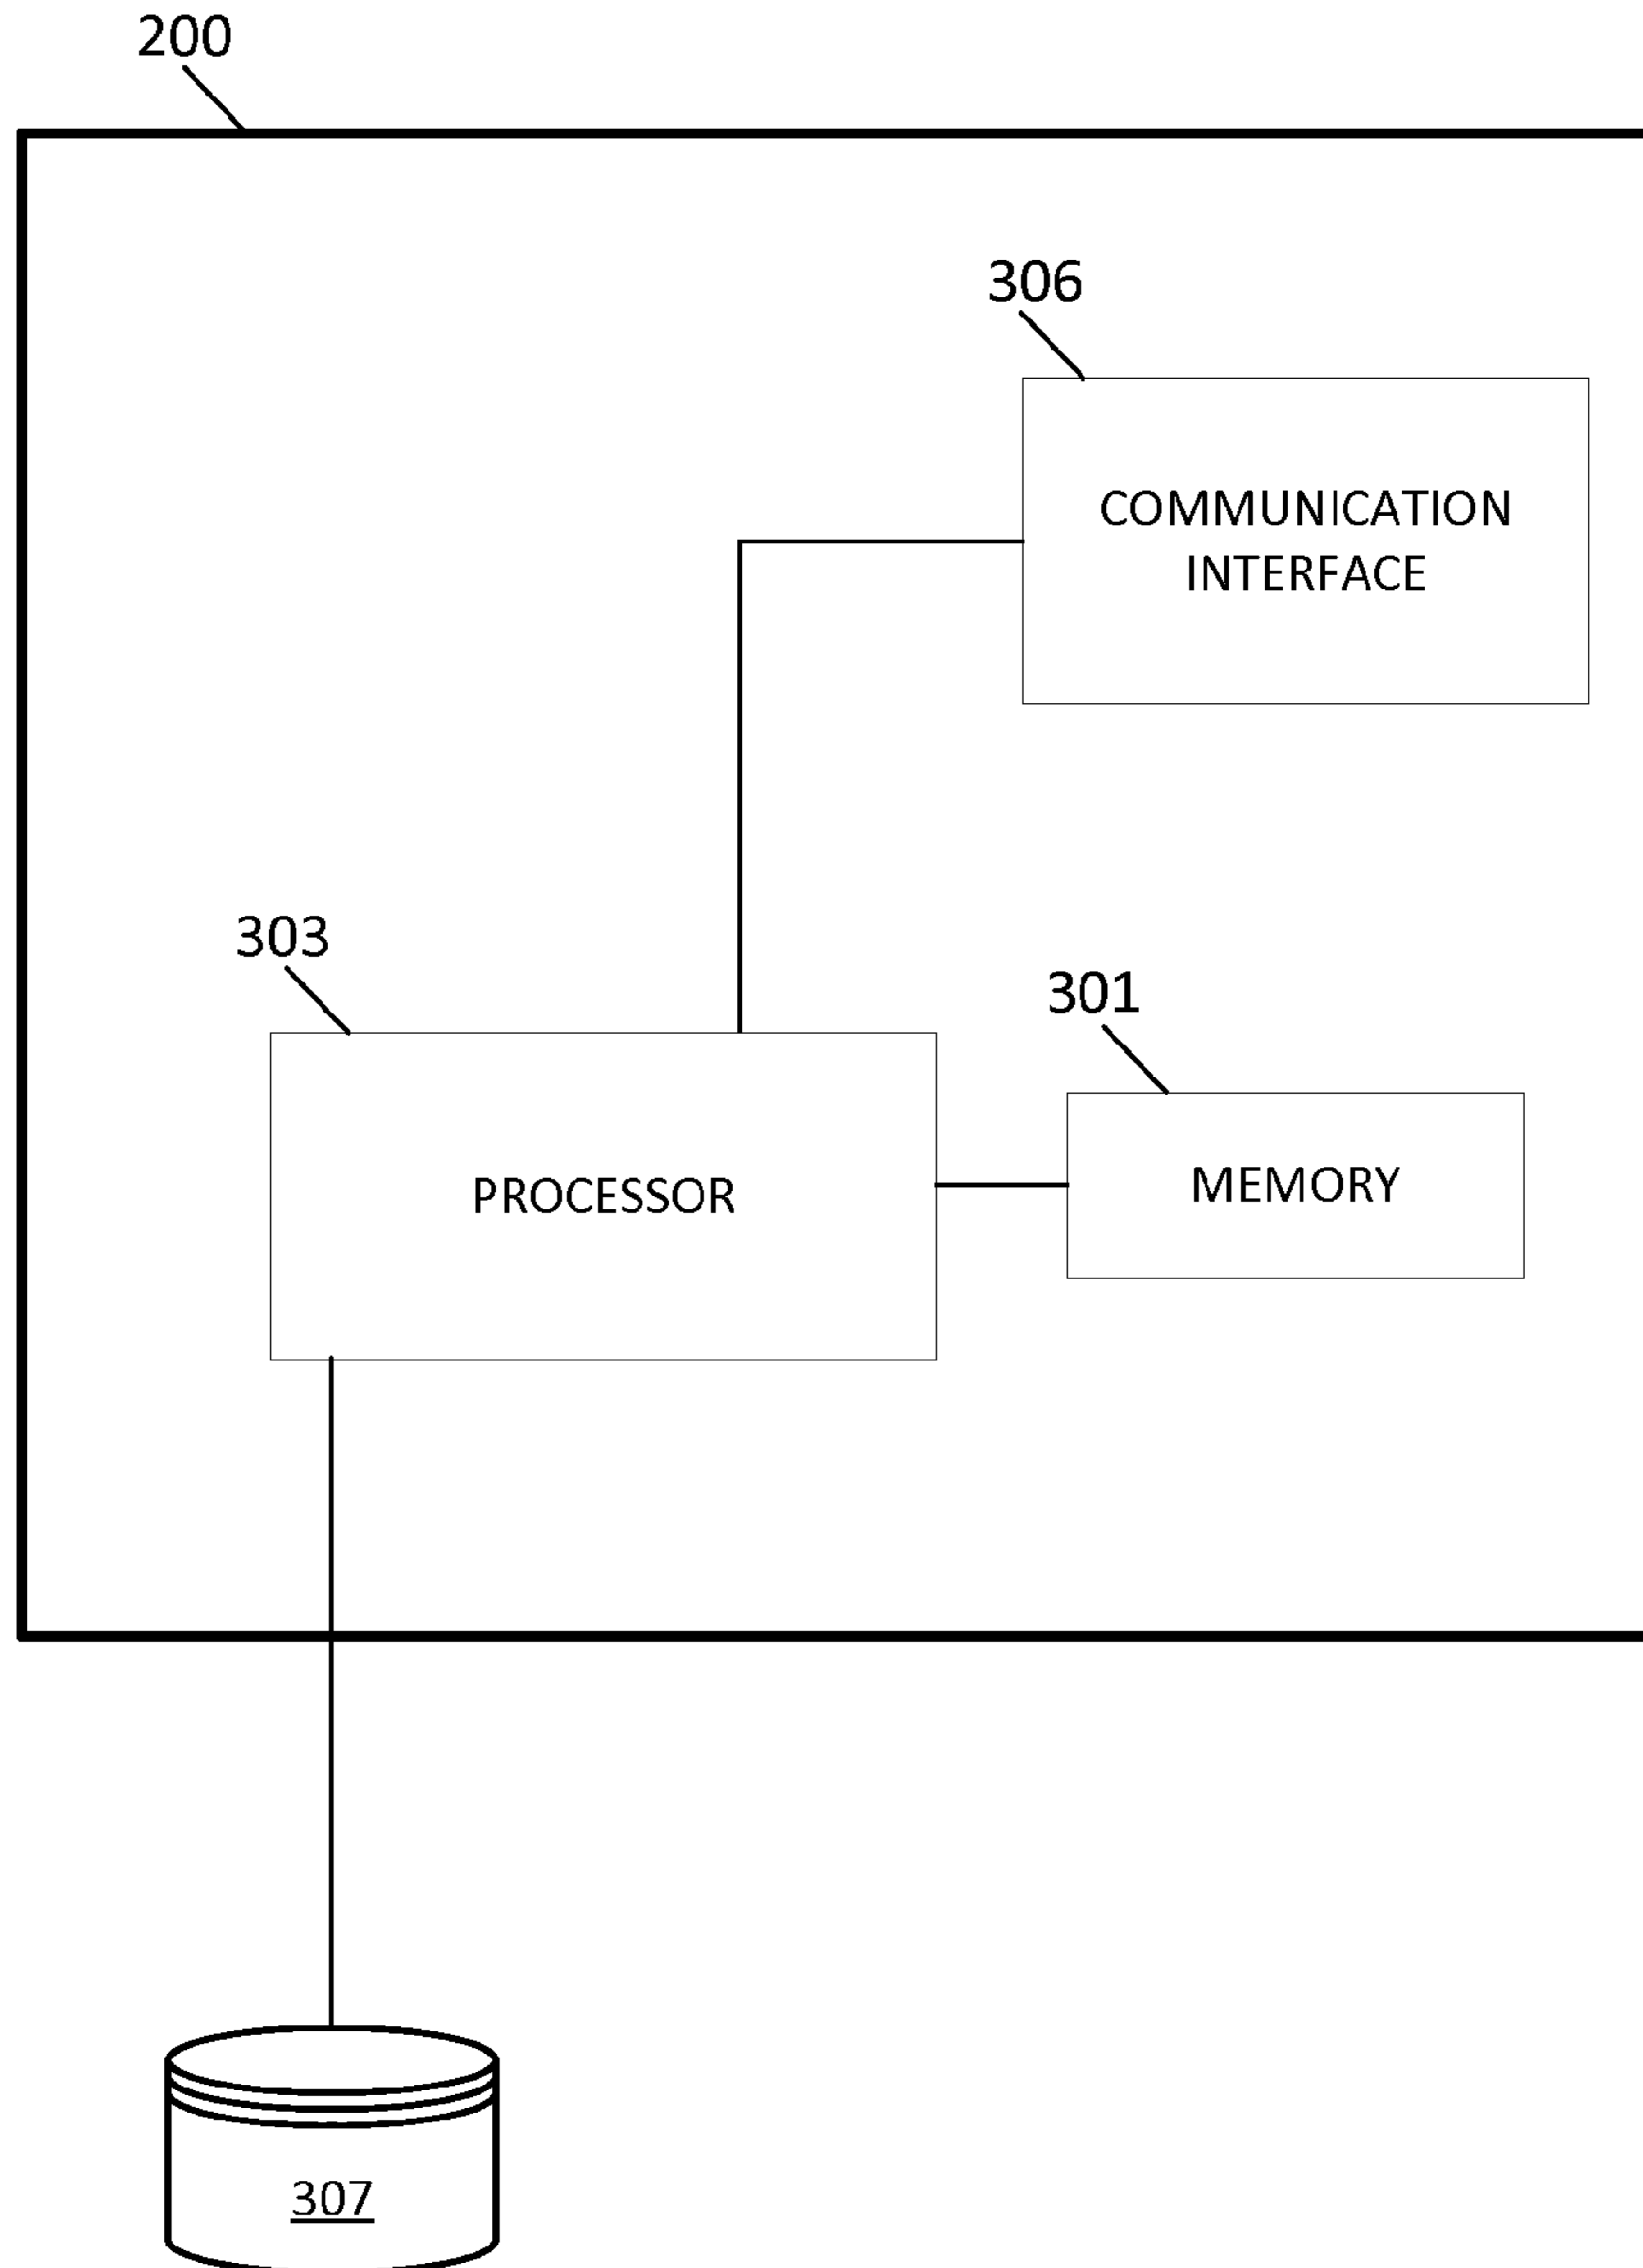 200
306
COMMUNICATION
INTERFACE
303
301
PROCESSOR
MEMORY
307